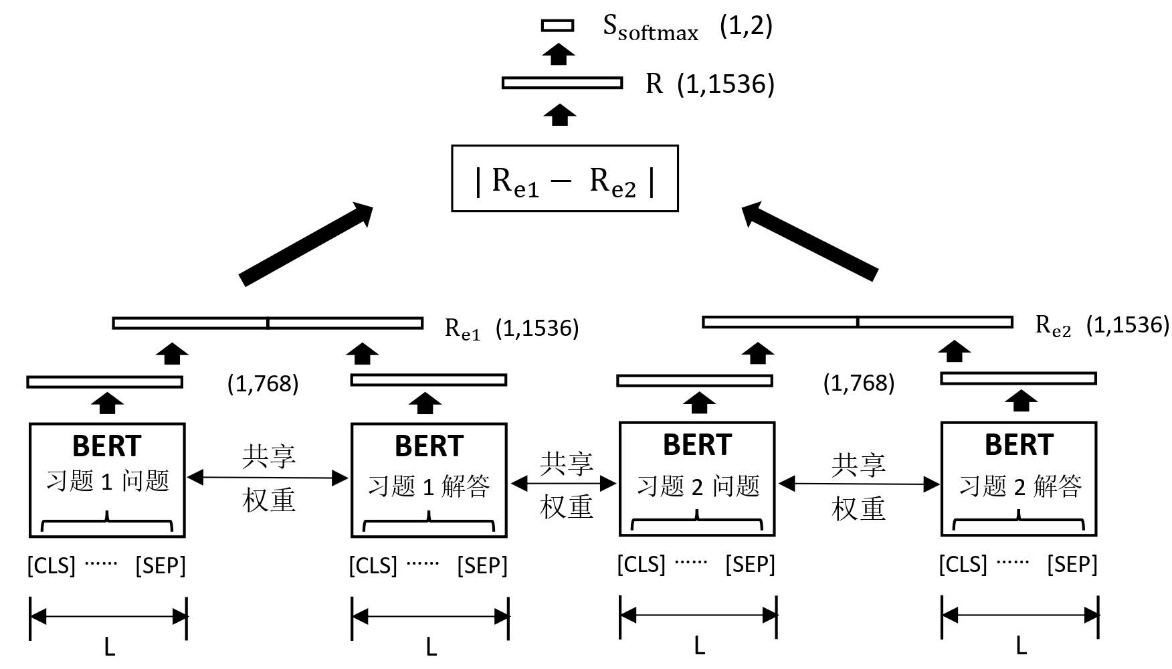 S_softmax (1,2)
R (1,1536)
| R_e1 − R_e2 |
R_e1 (1,1536)
R_e2 (1,1536)
(1,768)
(1,768)
BERT
习题 1 问题
共享
权重
BERT
习题 1 解答
共享
权重
BERT
习题 2 问题
共享
权重
BERT
习题 2 解答
[CLS] ······ [SEP]
[CLS] ······ [SEP]
[CLS] ······ [SEP]
[CLS] ······ [SEP]
L
L
L
L